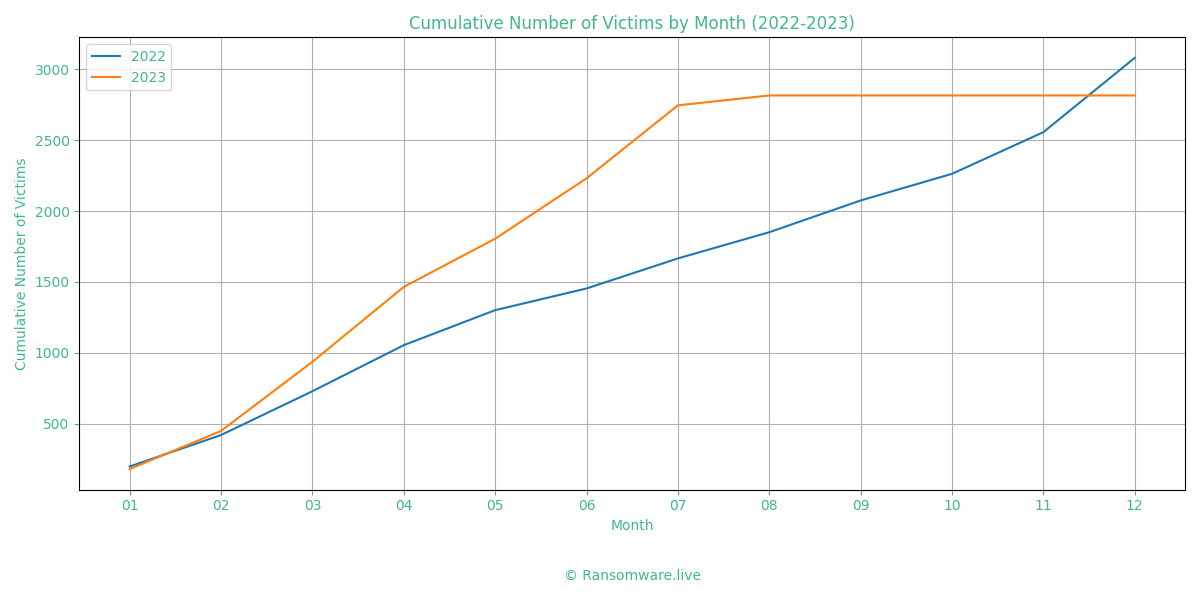 Cumulative Number of Victims by Month (2022-2023)
2022
2023
3000
2500
2000
1500
1000
500
Cumulative Number of Victims
01 02 03 04 05 06 07 08 09 10 11 12
Month
© Ransomware.live